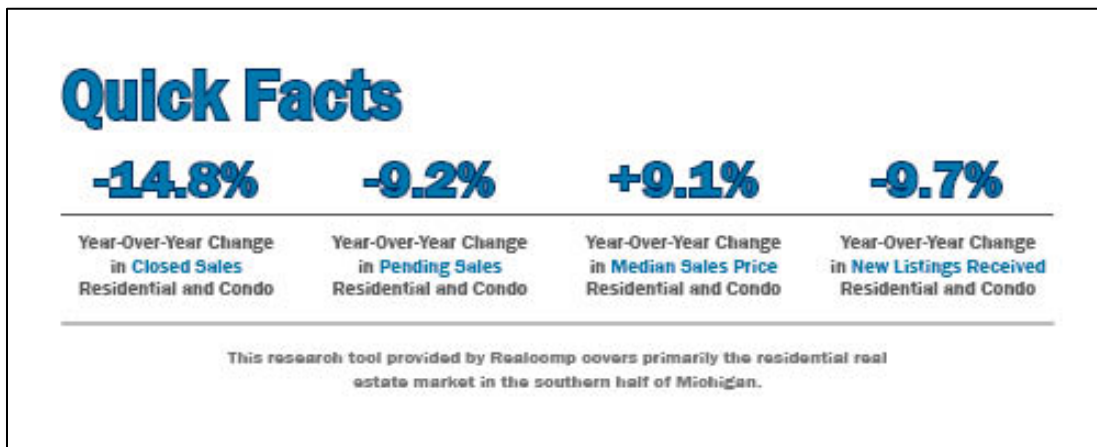 Quick Facts
-14.8%
-9.2%
+9.1%
-9.7%
Year-Over-Year Change
in Closed Sales
Residential and Condo
Year-Over-Year Change
in Pending Sales
Residential and Condo
Year-Over-Year Change
in Median Sales Price
Residential and Condo
Year-Over-Year Change
in New Listings Received
Residential and Condo
This research tool provided by Realcomp covers primarily the residential real
estate market in the southern half of Michigan.